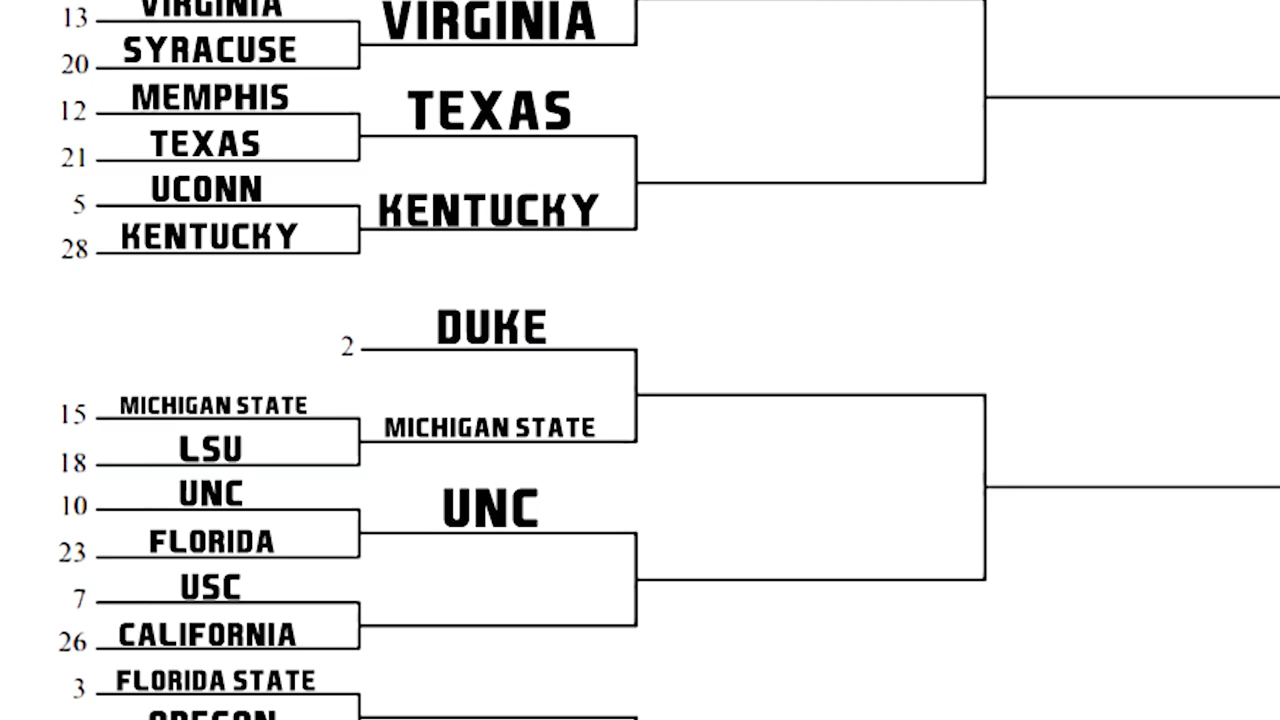 13 VIRGINIA
VIRGINIA
20 SYRACUSE
12 MEMPHIS
TEXAS
21 TEXAS
5 UCONN
KENTUCKY
28 KENTUCKY
2 DUKE
15 MICHIGAN STATE
MICHIGAN STATE
18 LSU
10 UNC
UNC
23 FLORIDA
7 USC
26 CALIFORNIA
3 FLORIDA STATE
OREGON